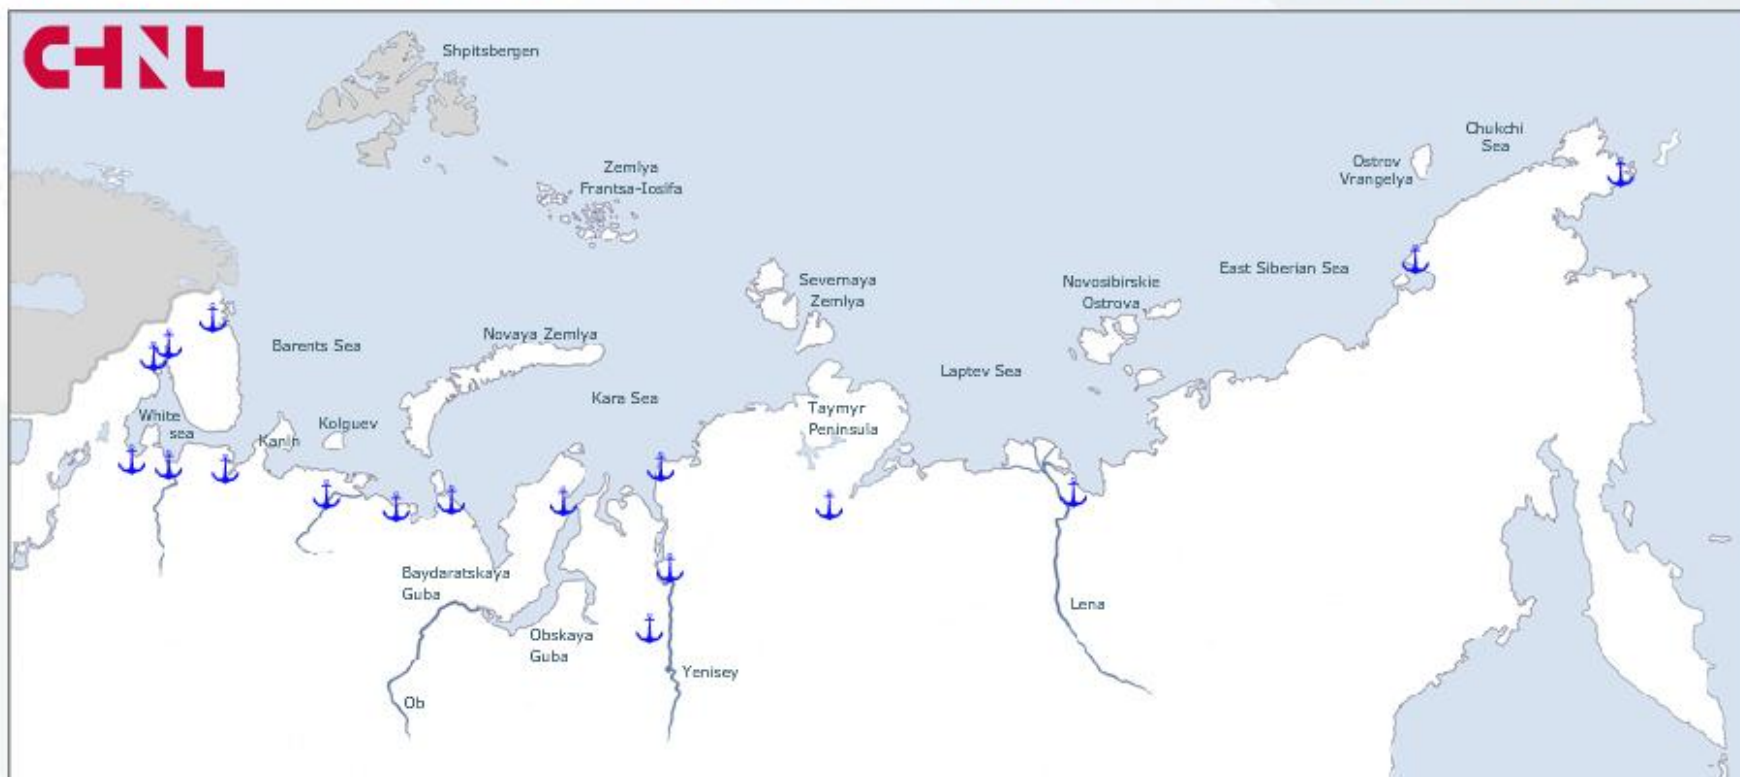 CHNL
Shpitsbergen
Chukchi
Sea
Ostrov
Vrangelya
Zemlya
Frantsa-Iosifa
East Siberian Sea
Severnaya
Zemlya
Novosibirskie
Ostrova
Novaya Zemlya
Barents Sea
Laptev Sea
Kara Sea
Taymyr
Peninsula
White
sea
Kolguev
Kanin
Baydaratskaya
Guba
Obskaya
Guba
Lena
Yenisey
Ob